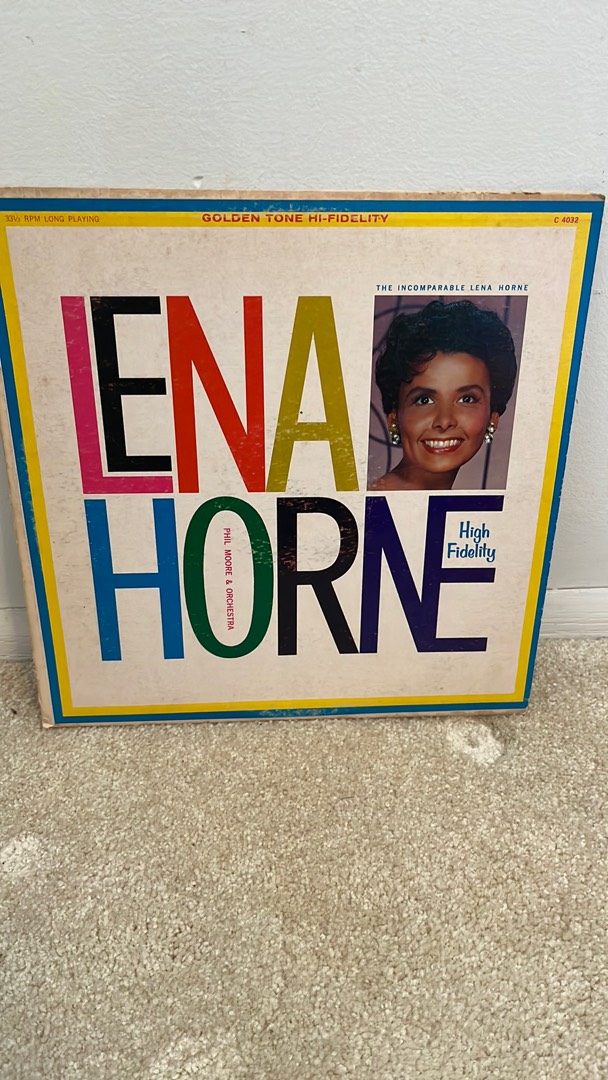 33⅓ RPM LONG PLAYING
GOLDEN TONE HI-FIDELITY
C 4032
THE INCOMPARABLE LENA HORNE
LENA
HORNE
PHIL MOORE & ORCHESTRA
High
Fidelity